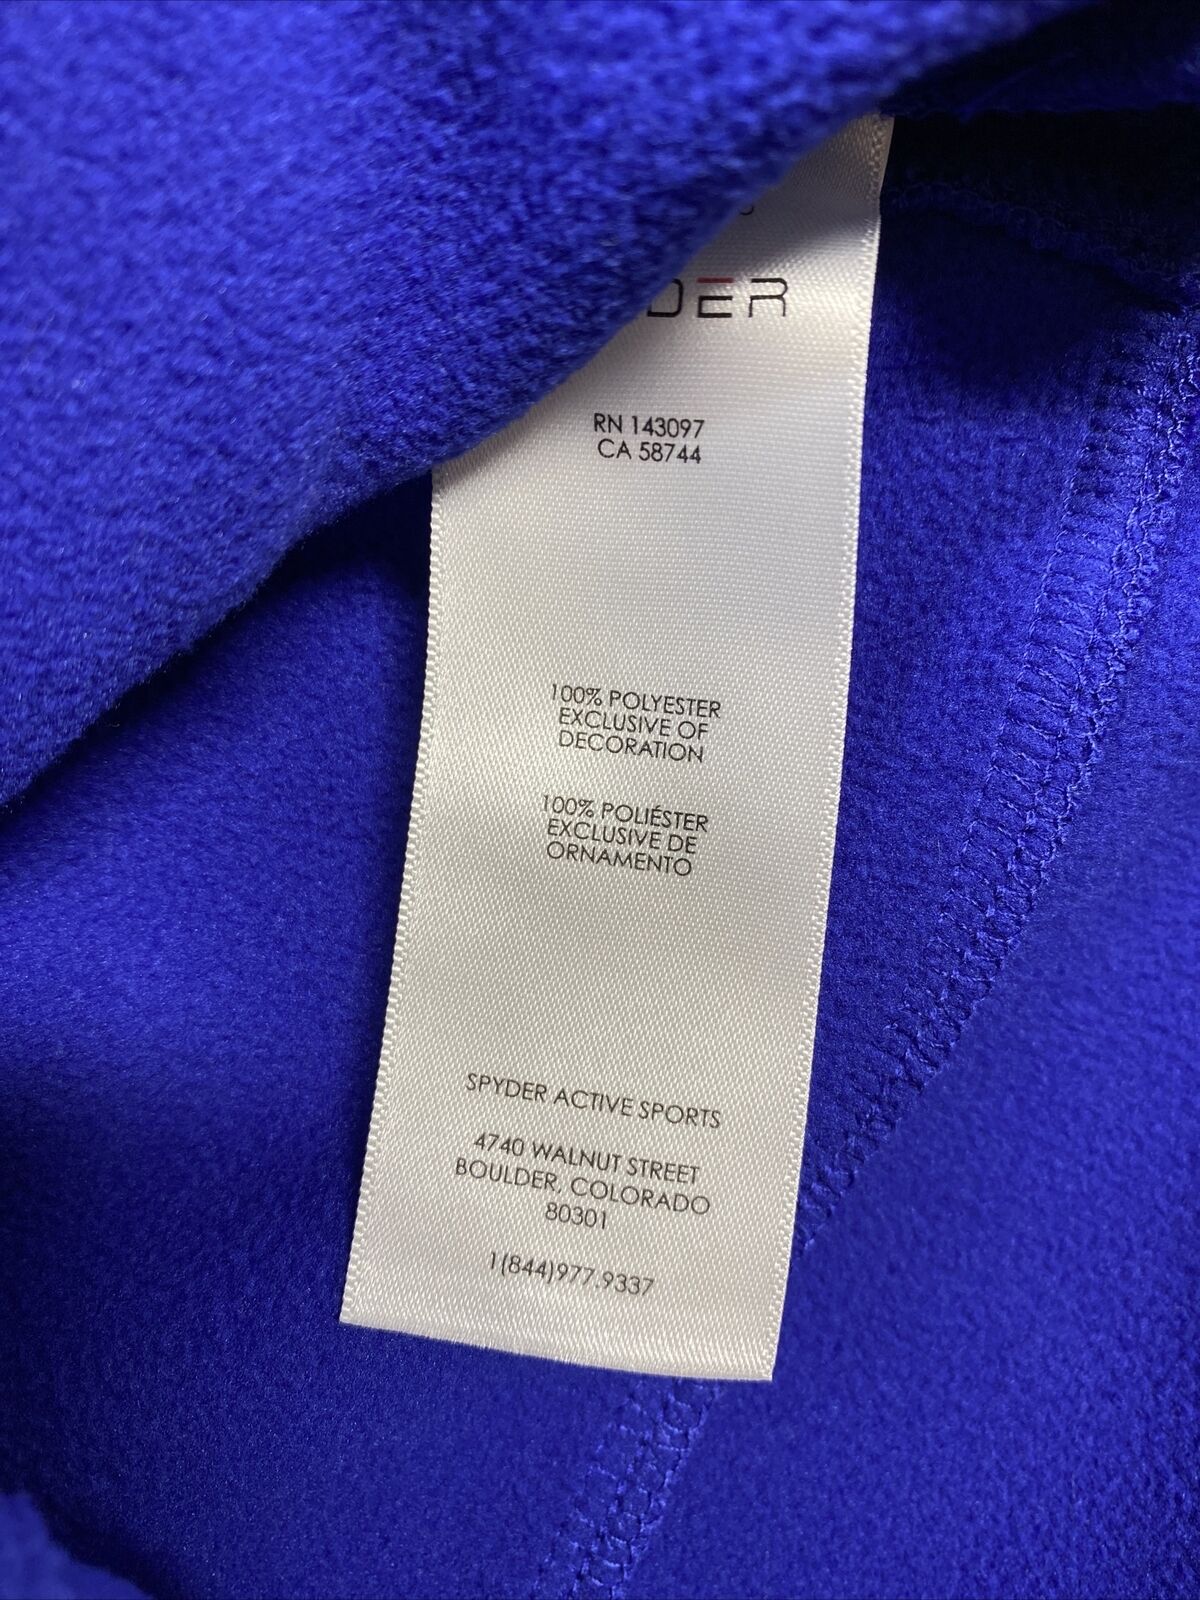 DER
RN 143097
CA 58744
100% POLYESTER
EXCLUSIVE OF
DECORATION
100% POLIÉSTER
EXCLUSIVE DE
ORNAMENTO
SPYDER ACTIVE SPORTS
4740 WALNUT STREET
BOULDER, COLORADO
80301
1(844)977.9337